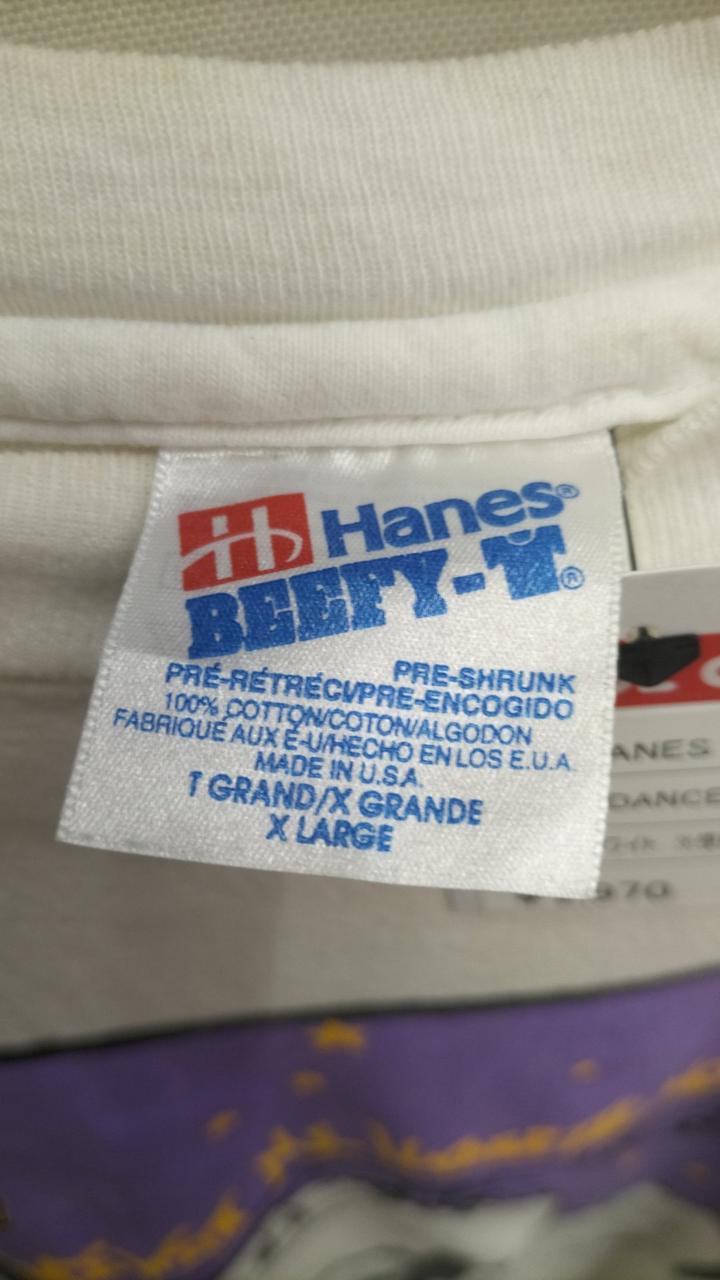 Hanes®
BEEFY-T®
PRE-SHRUNK
PRÉ-RÉTRÉCI/PRE-ENCOGIDO
100% COTTON/COTON/ALGODON
FABRIQUÉ AUX É-U/HECHO EN LOS E.U.A.
MADE IN U.S.A.
T GRAND/X GRANDE
X LARGE
ANES
DANCE
970